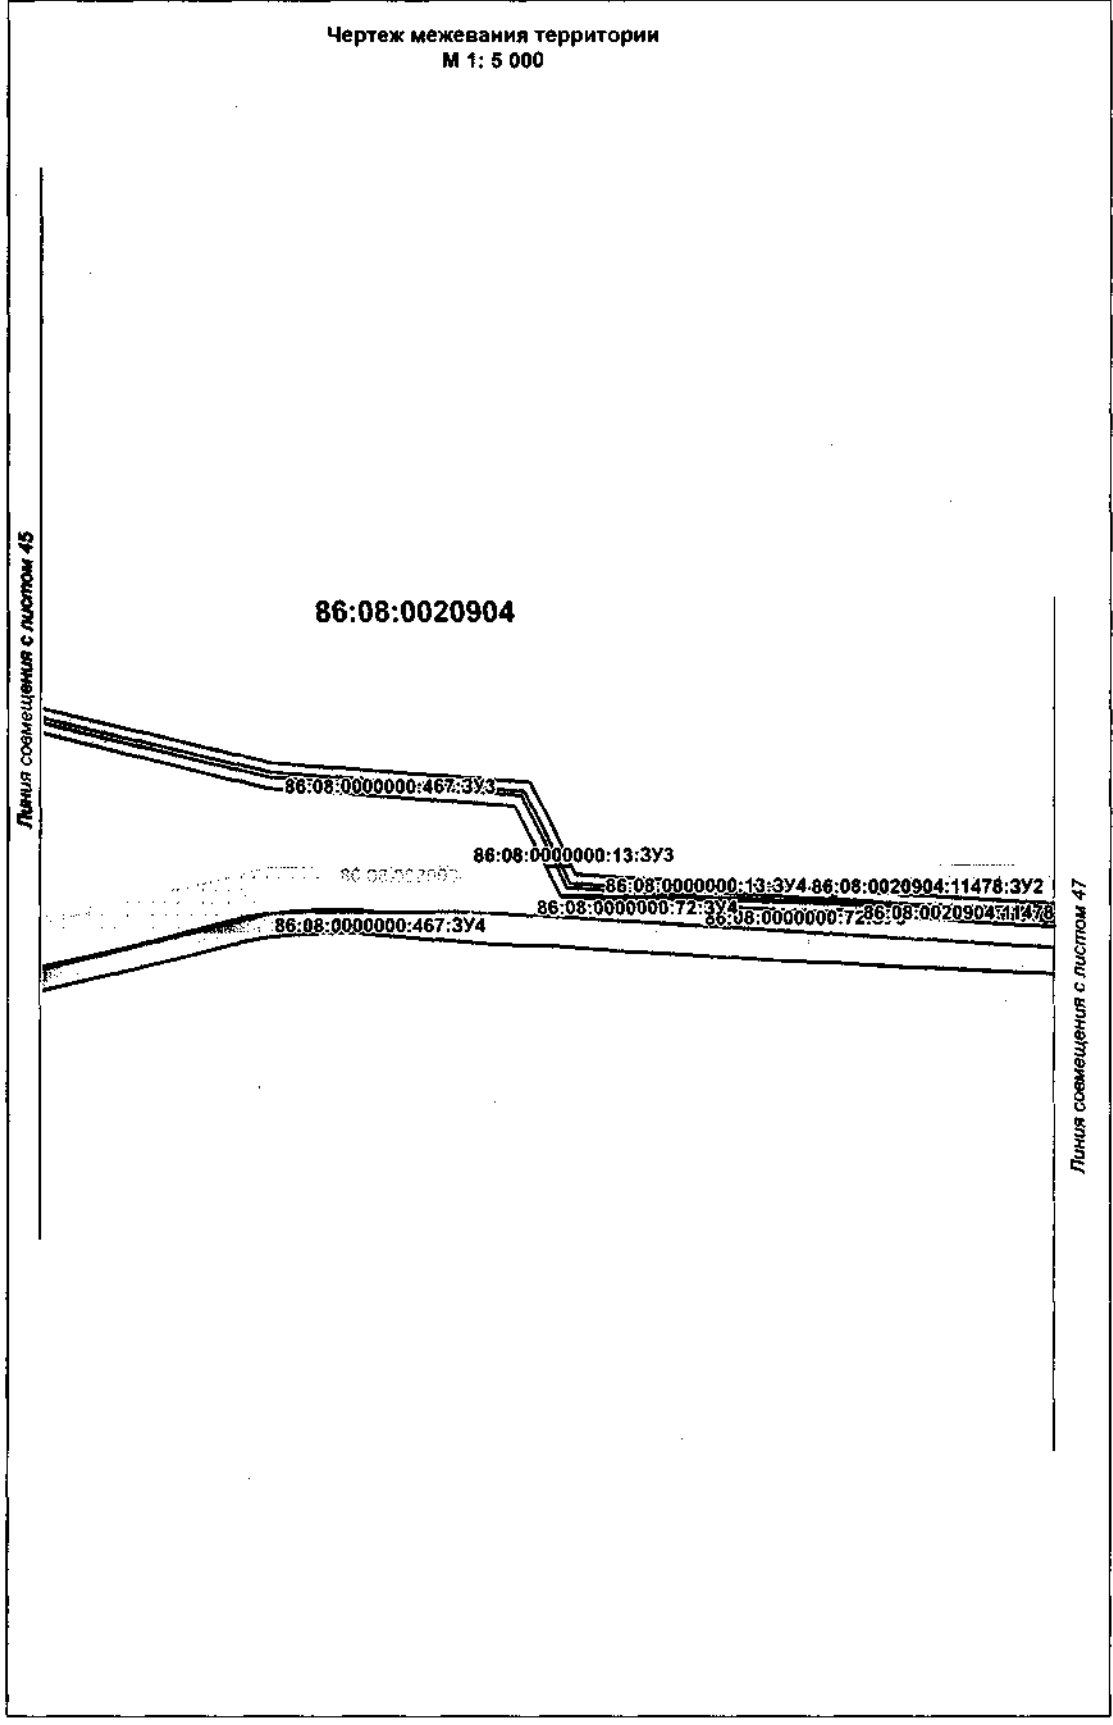 Чертеж межевания территории
М 1: 5 000
Линия совмещения с листом 45
86:08:0020904
86:08:0000000:467:ЗУ3
86:08:0000000:13:ЗУ3
86:08:0000000:13:ЗУ4
86:08:0020904:11478:ЗУ2
86:08:0000000:72:ЗУ4
86:08:0000000:72:
86:08:0020904:11478
86:08:0000000:467:ЗУ4
Линия совмещения с листом 47